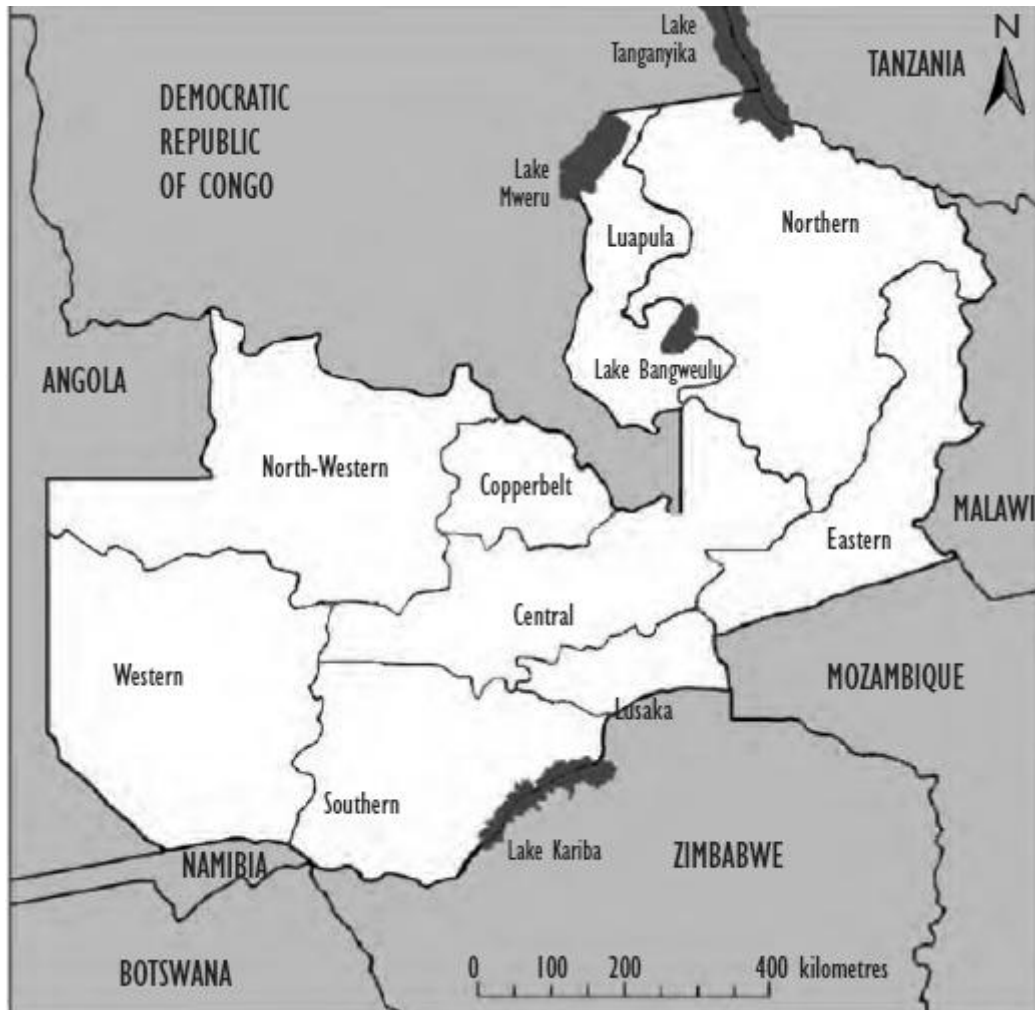 Lake
Tanganyika
N
TANZANIA
DEMOCRATIC
REPUBLIC
OF CONGO
Lake
Mweru
Luapula
Northern
ANGOLA
Lake Bangweulu
North-Western
Copperbelt
MALAWI
Eastern
Central
Western
MOZAMBIQUE
Lusaka
Southern
Lake Kariba
ZIMBABWE
NAMIBIA
BOTSWANA
0 100 200 400 kilometres